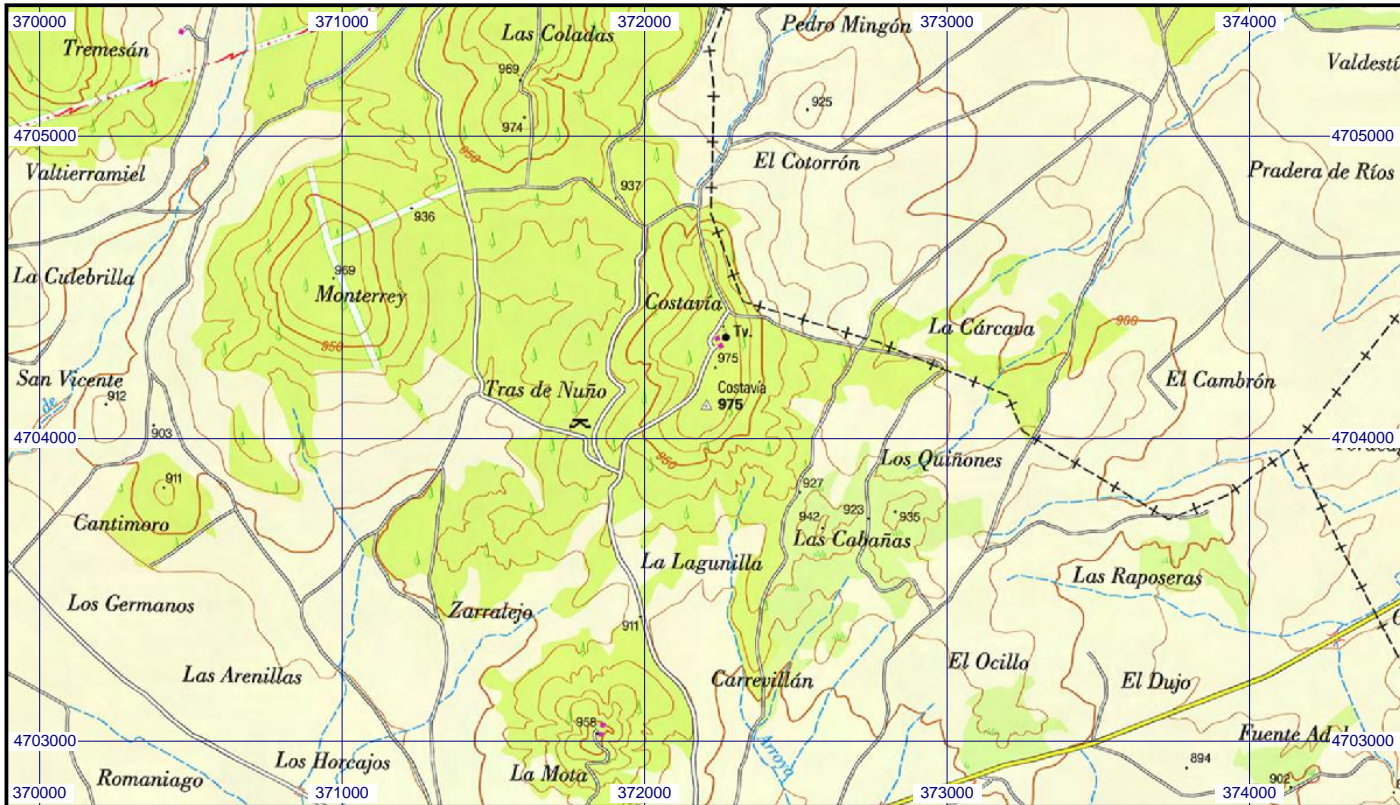 370000
371000
372000
373000
374000
Tremesán
Las Coladas
Pedro Mingón
969
974
925
4705000
4705000
950
El Cotorrón
Valtierramiel
937
Pradera de Ríos
936
La Culebrilla
969
Monterrey
Costavía
Tv.
La Cárcava
900
950
975
San Vicente
912
Tras de Nuño
Costavía
975
El Cambrón
de
903
4704000
4704000
950
Los Quiñones
911
927
Cantimoro
942
923
935
Las Cabañas
La Lagunilla
Las Raposeras
Los Germanos
Zarralejo
911
Las Arenillas
Carrevillán
El Ocillo
El Dujo
958
4703000
4703000
Arroyo
Los Horcajos
Romaniago
La Mota
894
902
Fuente
370000
371000
372000
373000
374000